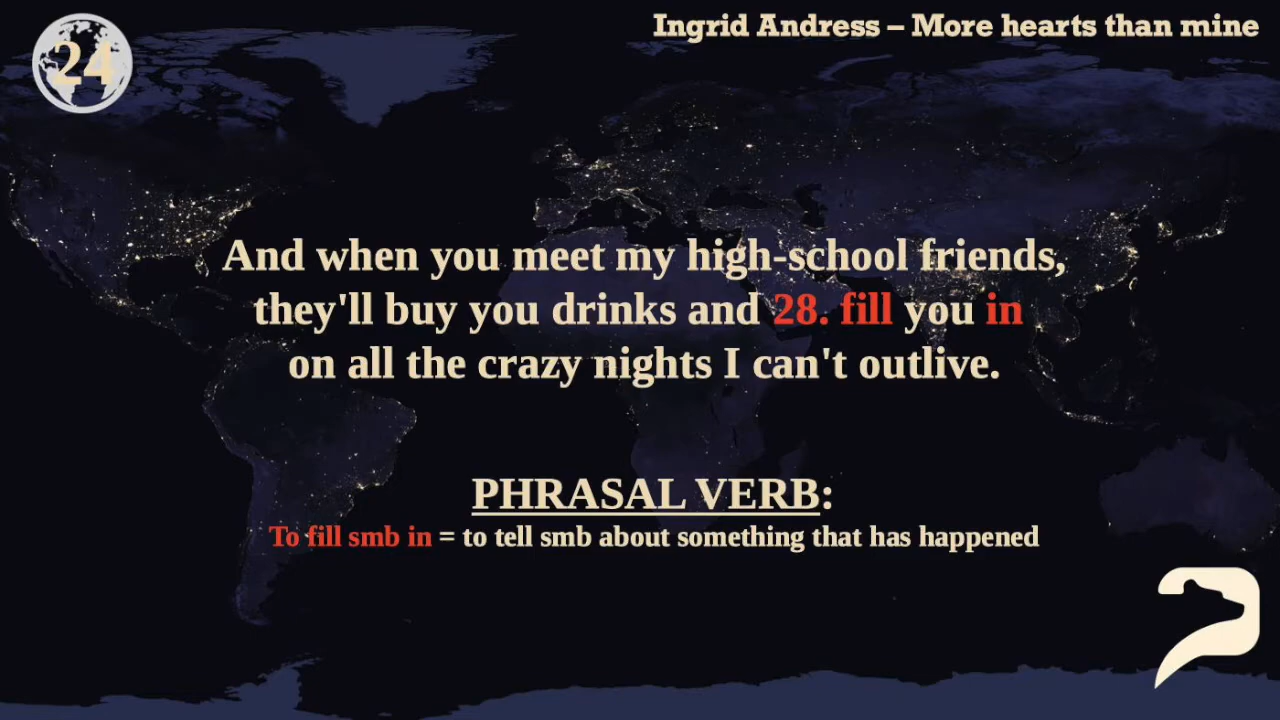 24
Ingrid Andress – More hearts than mine
And when you meet my high-school friends,
they'll buy you drinks and 28. fill you in
on all the crazy nights I can't outlive.
PHRASAL VERB:
To fill smb in = to tell smb about something that has happened